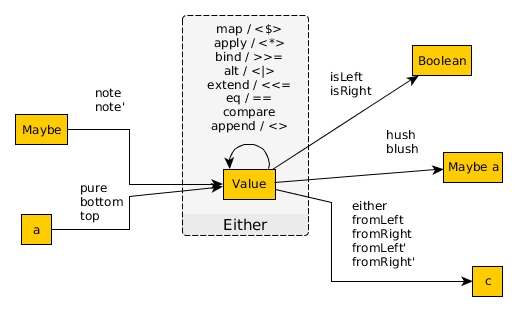 map / <$>
apply / <*>
bind / >>=
alt / <|>
extend / <<=
eq / ==
compare
append / <>
Boolean
isLeft
isRight
note
note'
Maybe
hush
blush
Maybe a
Value
pure
bottom
top
a
Either
either
fromLeft
fromRight
fromLeft'
fromRight'
c